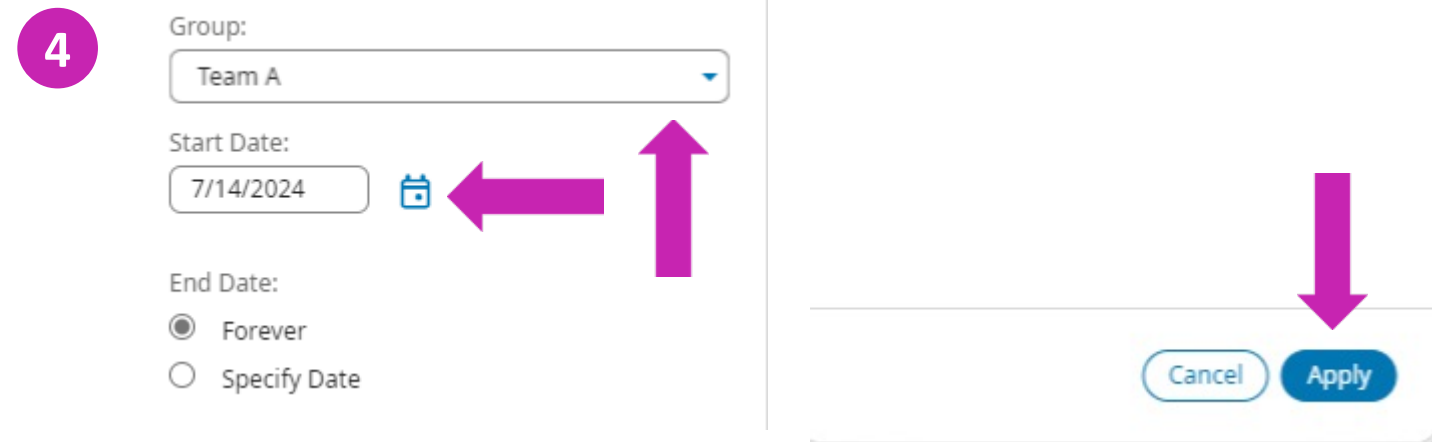 4
Group:
Team A
Start Date:
7/14/2024
End Date:
Forever
Specify Date
Cancel Apply